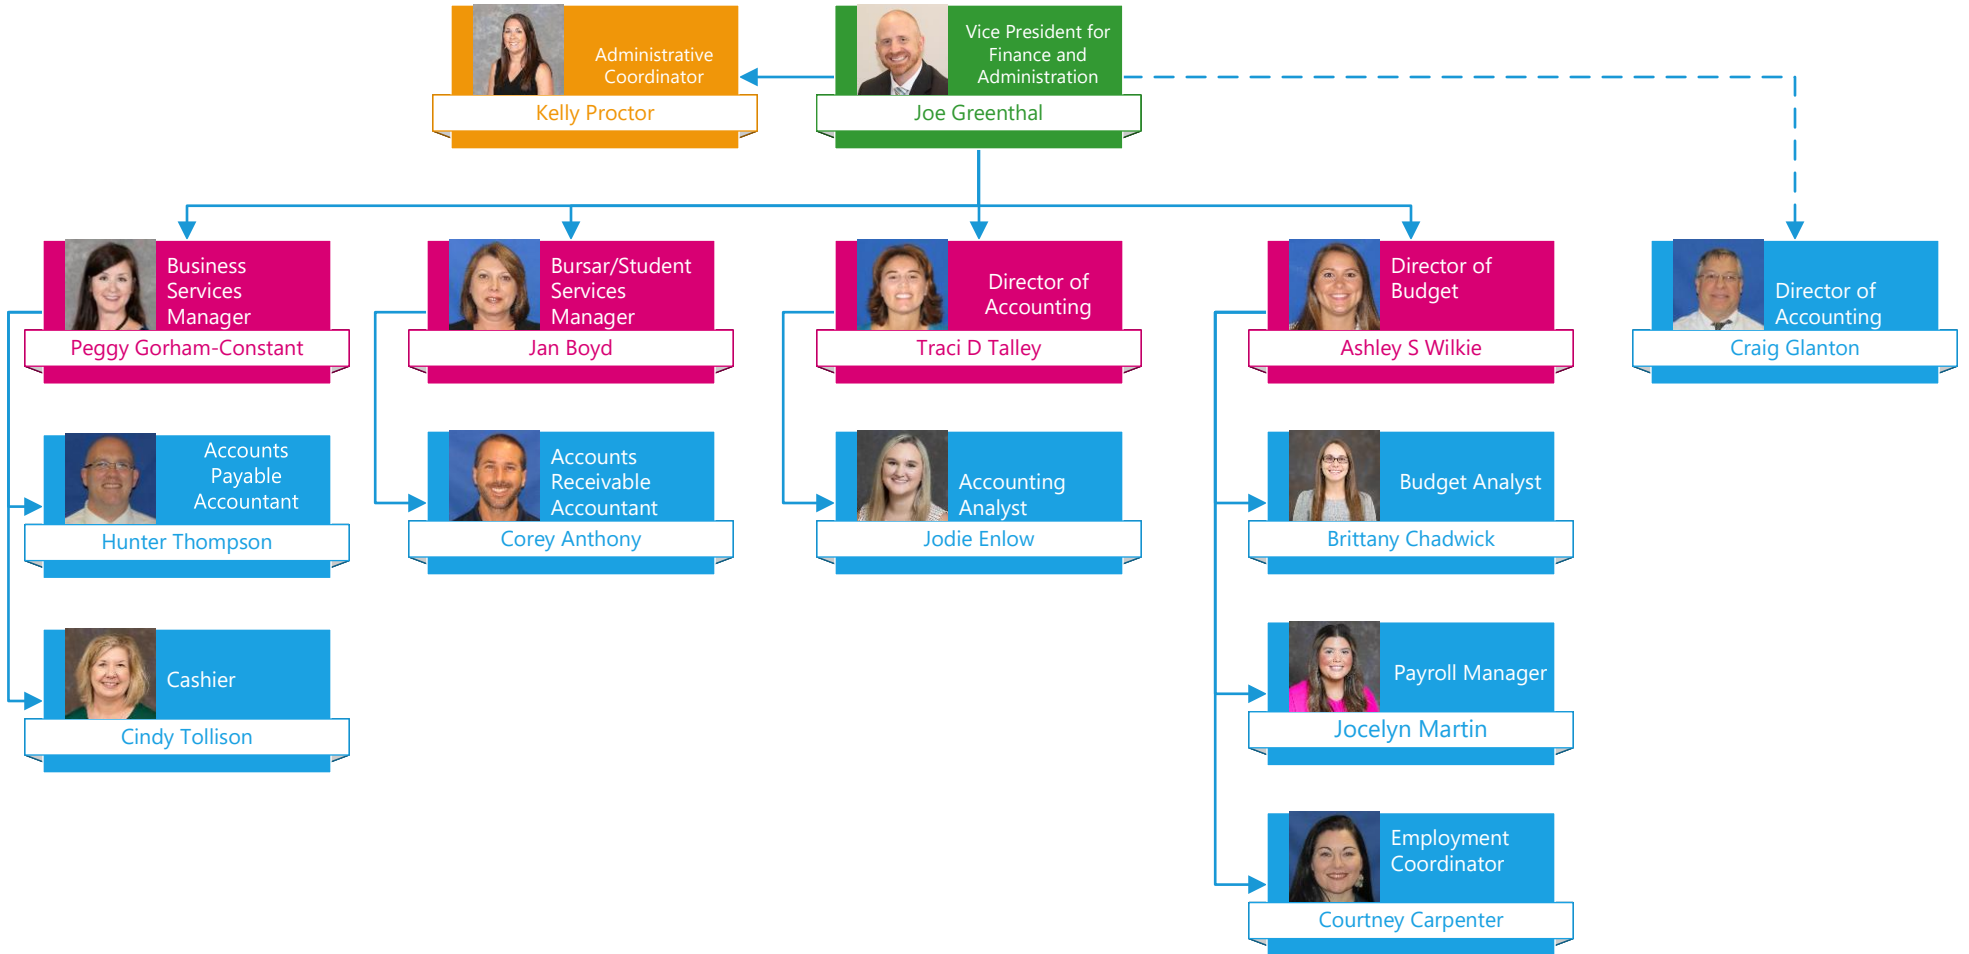 Administrative
Coordinator
Kelly Proctor
Vice President for
Finance and
Administration
Joe Greenthal
Business
Services
Manager
Peggy Gorham-Constant
Bursar/Student
Services
Manager
Jan Boyd
Director of
Accounting
Traci D Talley
Director of
Budget
Ashley S Wilkie
Director of
Accounting
Craig Glanton
Accounts
Payable
Accountant
Hunter Thompson
Accounts
Receivable
Accountant
Corey Anthony
Accounting
Analyst
Jodie Enlow
Budget Analyst
Brittany Chadwick
Cashier
Cindy Tollison
Payroll Manager
Jocelyn Martin
Employment
Coordinator
Courtney Carpenter